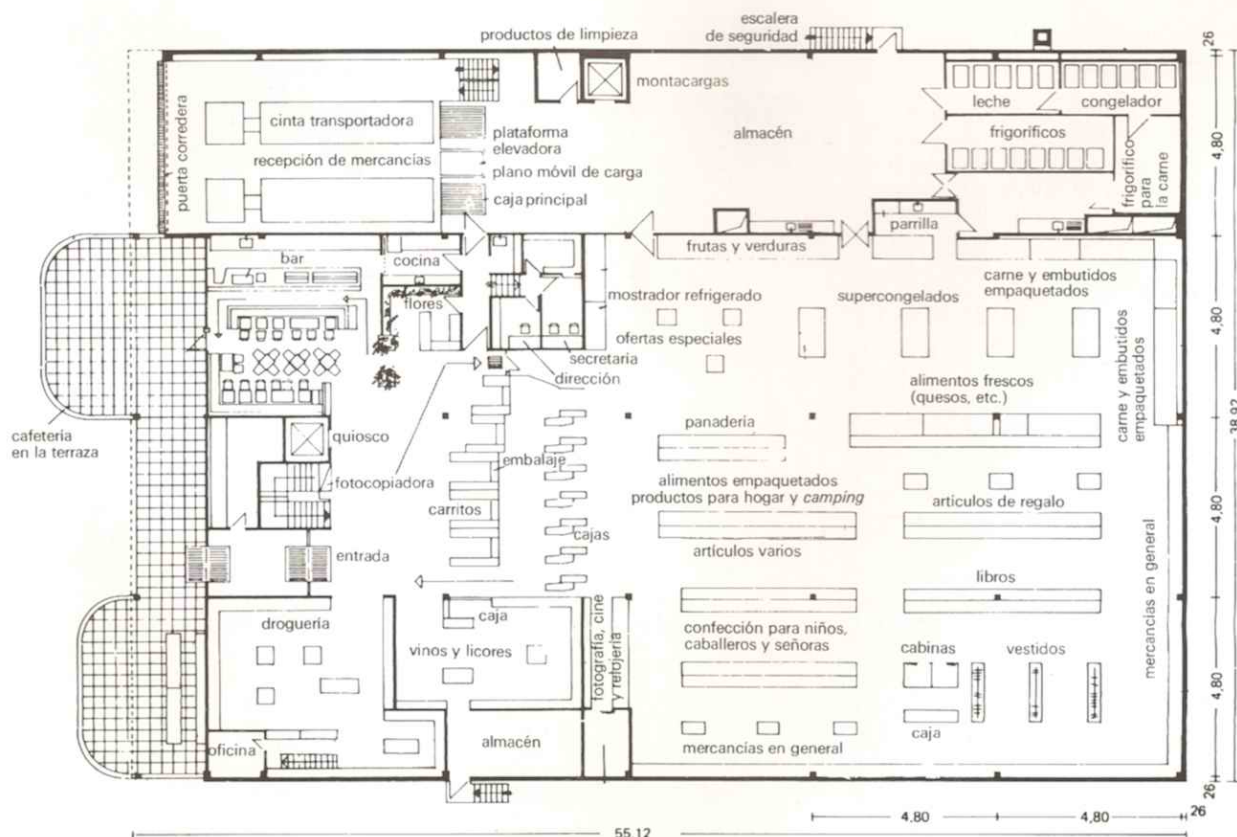 escalera
de seguridad
productos de limpieza
montacargas
cinta transportadora
plataforma
elevadora
recepción de mercancías
plano móvil de carga
caja principal
puerta corredera
almacén
leche
congelador
frigoríficos
frigorífico
para
la carne
parrilla
bar
cocina
flores
frutas y verduras
mostrador refrigerado
ofertas especiales
supercongelados
carne y embutidos
empaquetados
carne y embutidos
empaquetados
secretaria
dirección
alimentos frescos
(quesos, etc.)
cafetería
en la terraza
quiosco
fotocopiadora
embalaje
carritos
cajas
panadería
alimentos empaquetados
productos para hogar y camping
artículos varios
artículos de regalo
mercancías en general
entrada
libros
droguería
caja
vinos y licores
fotografía, cine
y relojería
confección para niños,
caballeros y señoras
cabinas
vestidos
caja
oficina
almacén
mercancías en general
26
4,80
4,80
4,80
4,80
38,92
26
4,80
4,80
26
55,12